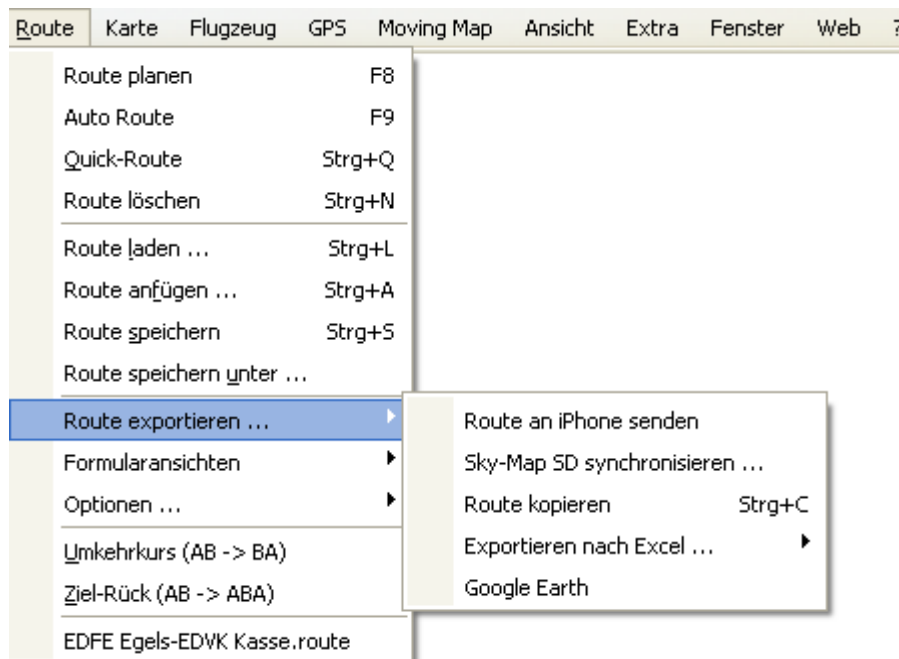 Route Karte Flugzeug GPS Moving Map Ansicht Extra Fenster Web ?
Route planen F8
Auto Route F9
Quick-Route Strg+Q
Route löschen Strg+N
Route laden ... Strg+L
Route anfügen ... Strg+A
Route speichern Strg+S
Route speichern unter ...
Route exportieren ...
Formularansichten
Optionen ...
Umkehrkurs (AB -> BA)
Ziel-Rück (AB -> ABA)
EDFE Egels-EDVK Kasse.route
Route an iPhone senden
Sky-Map SD synchronisieren ...
Route kopieren Strg+C
Exportieren nach Excel ...
Google Earth